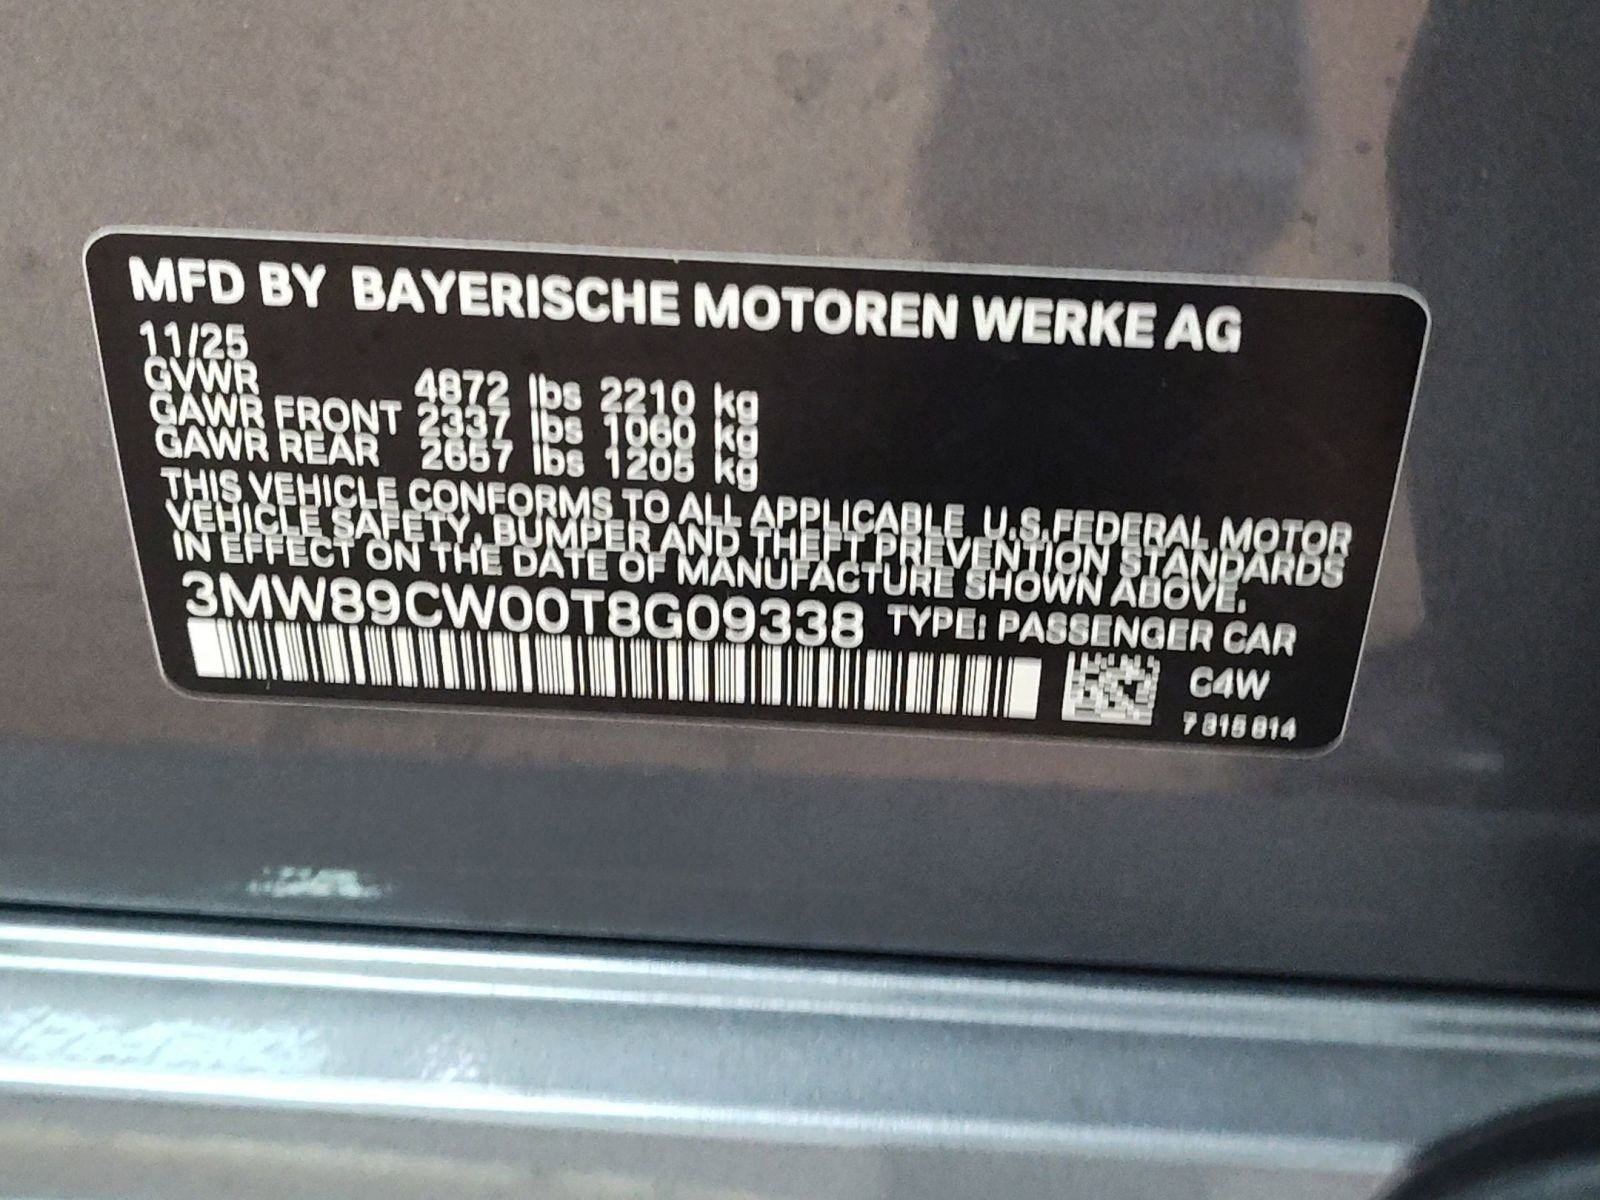 MFD BY BAYERISCHE MOTOREN WERKE AG
11/25
GVWR 4872 lbs 2210 kg
GAWR FRONT 2337 lbs 1060 kg
GAWR REAR 2657 lbs 1205 kg
THIS VEHICLE CONFORMS TO ALL APPLICABLE U.S.FEDERAL MOTOR
VEHICLE SAFETY, BUMPER AND THEFT PREVENTION STANDARDS
IN EFFECT ON THE DATE OF MANUFACTURE SHOWN ABOVE.
3MW89CW00T8G09338 TYPE: PASSENGER CAR
C4W
7 815 814